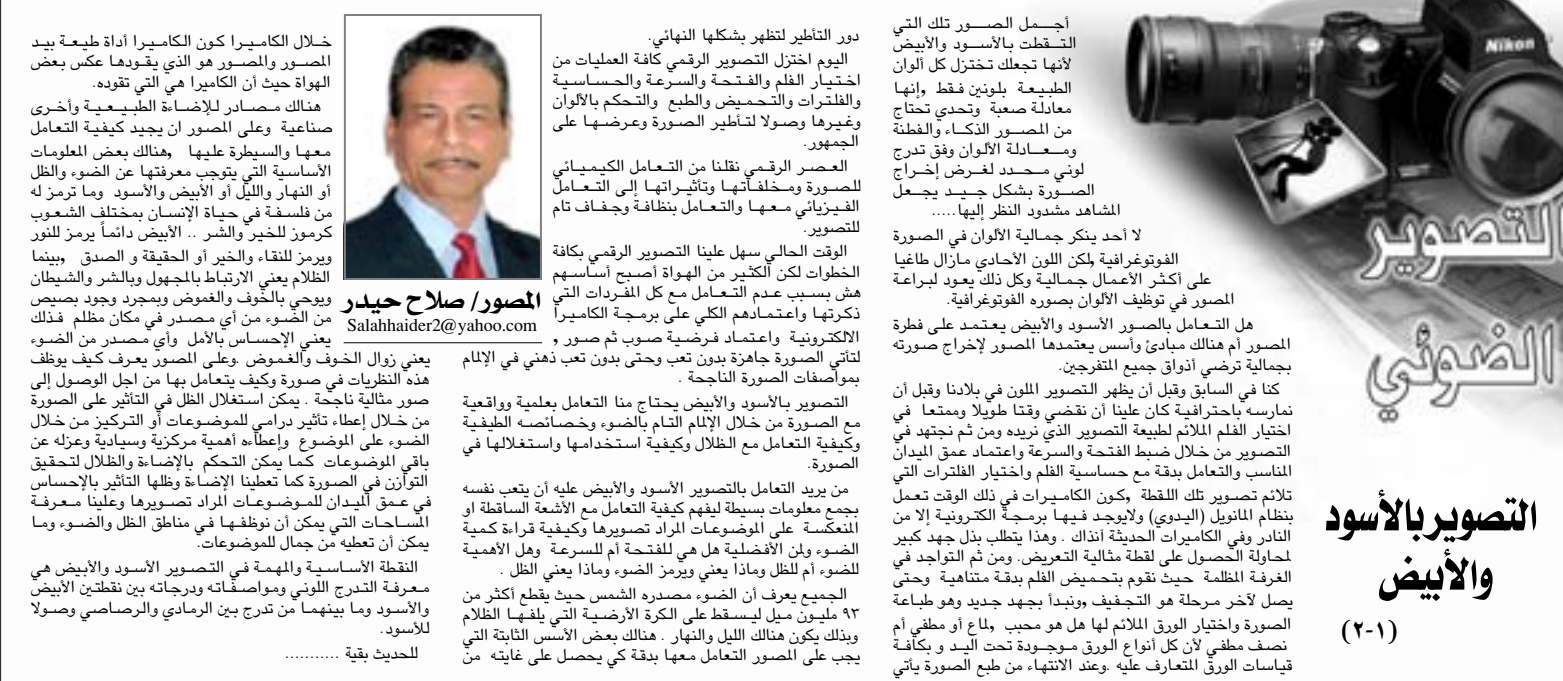 Nikon
التصوير
الضوئي
التصوير بالأسود
والأبيض
(١-٢)
أجمل الصور تلك التي
التقطت بالأسود والأبيض
لأنها تجعلك تختزل كل ألوان
الطبيعة بلونين فقط ,إنها
معادلة صعبة وتحدي تحتاج
من المصور الذكاء والفطنة
ومعادلة الألوان وفق تدرج
لوني محدد لغرض إخراج
الصورة بشكل جيد يجعل
المشاهد مشدود النظر إليها.....
لا أحد ينكر جمالية الألوان في الصورة
الفوتوغرافية ,لكن اللون الأحادي مازال طاغيا
على أكثر الأعمال جمالية وكل ذلك يعود لبراعة
المصور في توظيف الألوان بصوره الفوتوغرافية.
هل التعامل بالصور الأسود والأبيض يعتمد على فطرة
المصور أم هنالك مبادئ وأسس يعتمدها المصور لإخراج صورته
بجمالية ترضي أذواق جميع المتفرجين.
كنا في السابق وقبل أن يظهر التصوير الملون في بلادنا وقبل أن
نمارسه باحترافية كان علينا أن نقضي وقتا طويلا وممتعا في
اختيار الفلم الملائم لطبيعة التصوير الذي نريده ومن ثم نجتهد في
التصوير من خلال ضبط الفتحة والسرعة واعتماد عمق الميدان
المناسب والتعامل بدقة مع حساسية الفلم واختيار الفلترات التي
تلائم تصوير تلك اللقطة ,كون الكاميرات في ذلك الوقت تعمل
بنظام المانويل (اليدوي) ولايوجد فيها برمجة الكترونية إلا من
النادر وفي الكاميرات الحديثة آنذاك . وهذا يتطلب بذل جهد كبير
لمحاولة الحصول على لقطة مثالية التعريض. ومن ثم التواجد في
الغرفة المظلمة حيث نقوم بتحميض الفلم بدقة متناهية وحتى
يصل لآخر مرحلة هو التجفيف ,ونبدأ بجهد جديد وهو طباعة
الصورة واختيار الورق الملائم لها هل هو محبب ,لماع أو مطفي أم
نصف مطفي لأن كل أنواع الورق موجودة تحت اليد و بكافة
قياسات الورق المتعارف عليه .وعند الانتهاء من طبع الصورة يأتي
دور التأطير لتظهر بشكلها النهائي.
اليوم اختزل التصوير الرقمي كافة العمليات من
اختيار الفلم والفتحة والسرعة والحساسية
والفلترات والتحميض والطبع والتحكم بالألوان
وغيرها وصولا لتأطير الصورة وعرضها على
الجمهور.
العصر الرقمي نقلنا من التعامل الكيميائي
للصورة ومخلفاتها وتأثيراتها إلى التعامل
الفيزيائي معها والتعامل بنظافة وجفاف تام
للتصوير.
الوقت الحالي سهل علينا التصوير الرقمي بكافة
الخطوات لكن الكثير من الهواة أصبح أساسهم
هش بسبب عدم التعامل مع كل المفردات التي
ذكرتها واعتمادهم الكلي على برمجة الكاميرا
الالكترونية واعتماد فرضية صوب ثم صور ,
لتأتي الصورة جاهزة بدون تعب وحتى بدون تعب ذهني في الإلمام
بمواصفات الصورة الناجحة .
التصوير بالأسود والأبيض يحتاج منا التعامل بعلمية وواقعية
مع الصورة من خلال الإلمام التام بالضوء وخصائصه الطيفية
وكيفية التعامل مع الظلال وكيفية استخدامها واستغلالها في
الصورة.
من يريد التعامل بالتصوير الأسود والأبيض عليه أن يتعب نفسه
بجمع معلومات بسيطة ليفهم كيفية التعامل مع الأشعة الساقطة او
المنعكسة على الموضوعات المراد تصويرها وكيفية قراءة كمية
الضوء ولمن الأفضلية هل هي للفتحة أم للسرعة وهل الأهمية
للضوء أم للظل وماذا يعني ويرمز الضوء وماذا يعني الظل .
الجميع يعرف أن الضوء مصدره الشمس حيث يقطع أكثر من
٩٣ مليون ميل ليسقط على الكرة الأرضية التي يلفها الظلام
وبذلك يكون هنالك الليل والنهار . هنالك بعض الأسس الثابتة التي
يجب على المصور التعامل معها بدقة كي يحصل على غايته من
المصور/ صلاح حيدر
Salahhaider2@yahoo.com
خلال الكاميرا كون الكاميرا أداة طيعة بيد
المصور والمصور هو الذي يقودها عكس بعض
الهواة حيث أن الكاميرا هي التي تقوده.
هنالك مصادر للإضاءة الطبيعية وأخرى
صناعية وعلى المصور ان يجيد كيفية التعامل
معها والسيطرة عليها ,هنالك بعض المعلومات
الأساسية التي يتوجب معرفتها عن الضوء والظل
أو النهار والليل أو الأبيض والأسود وما ترمز له
من فلسفة في حياة الإنسان بمختلف الشعوب
كرموز للخير والشر .. الأبيض دائماً يرمز للنور
ويرمز للنقاء والخير أو الحقيقة و الصدق ,بينما
الظلام يعني الارتباط بالمجهول وبالشر والشيطان
ويوحي بالخوف والغموض وبمجرد وجود بصيص
من الضوء من أي مصدر في مكان مظلم فذلك
يعني الإحساس بالأمل وأي مصدر من الضوء
يعني زوال الخوف والغموض .وعلى المصور يعرف كيف يوظف
هذه النظريات في صورة وكيف يتعامل بها من اجل الوصول إلى
صور مثالية ناجحة . يمكن استغلال الظل في التأثير على الصورة
من خلال إعطاء تأثير درامي للموضوعات أو التركيز من خلال
الضوء على الموضوع وإعطاءه أهمية مركزية وسيادية وعزله عن
باقي الموضوعات كما يمكن التحكم بالإضاءة والظلال لتحقيق
التوازن في الصورة كما تعطينا الإضاءة وظلها التأثير بالإحساس
في عمق الميدان للموضوعات المراد تصويرها وعلينا معرفة
المساحات التي يمكن أن نوظفها في مناطق الظل والضوء وما
يمكن أن تعطيه من جمال للموضوعات.
النقطة الأساسية والمهمة في التصوير الأسود والأبيض هي
معرفة التدرج اللوني ومواصفاته ودرجاته بين نقطتين الأبيض
والأسود وما بينهما من تدرج بين الرمادي والرصاصي وصولا
للأسود.
للحديث بقية ...........